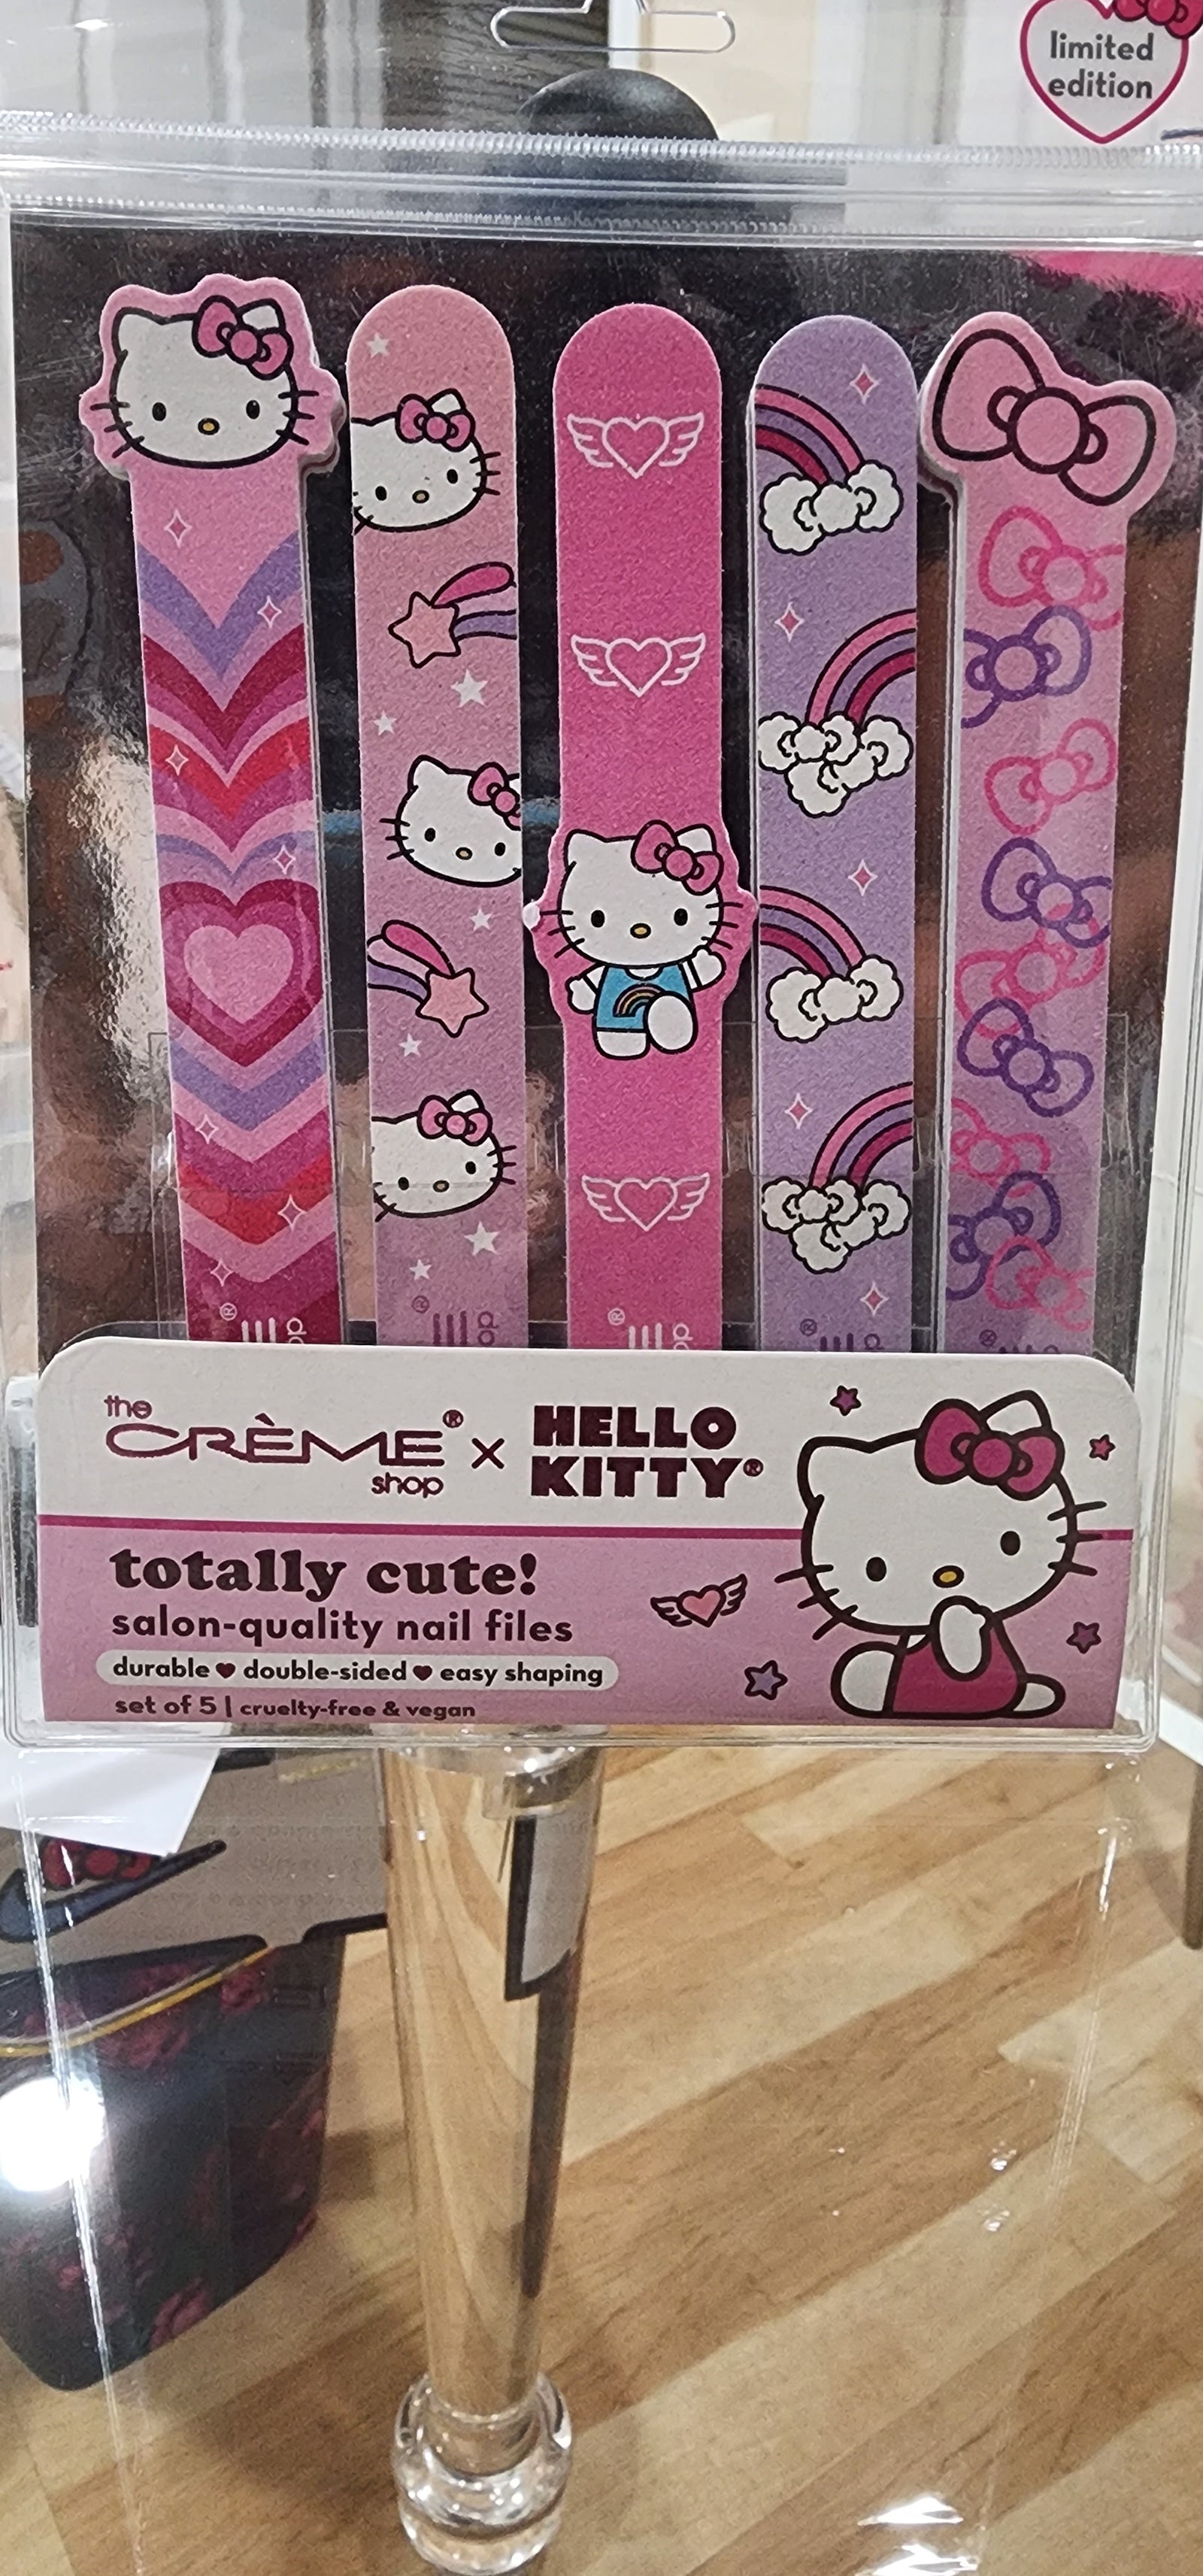 limited
edition
the
CRÈME®
shop
x
HELLO
KITTY®
totally cute!
salon-quality nail files
durable ♥ double-sided ♥ easy shaping
set of 5 | cruelty-free & vegan